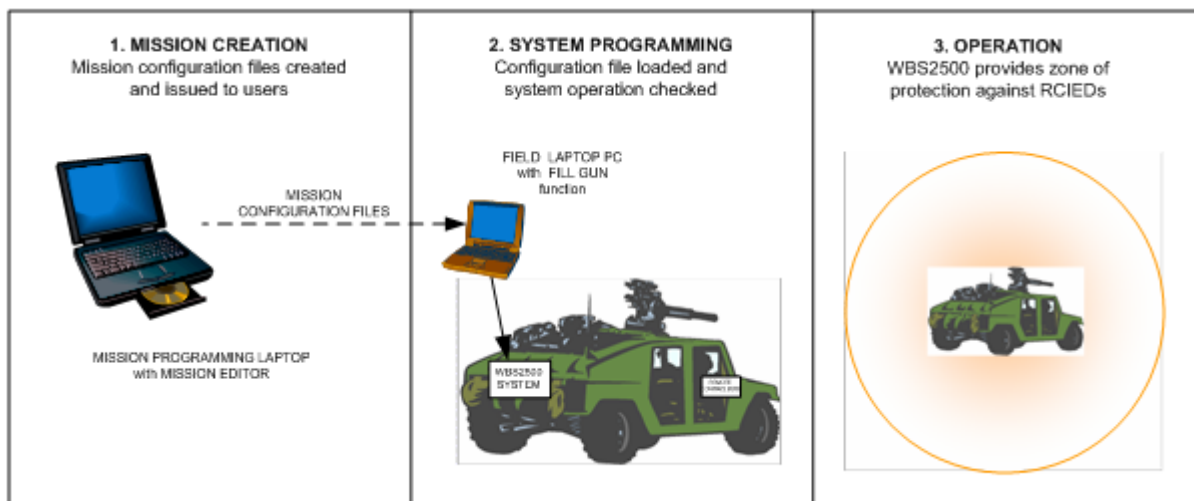 1. MISSION CREATION
Mission configuration files created
and issued to users
MISSION
CONFIGURATION FILES
MISSION PROGRAMMING LAPTOP
with MISSION EDITOR
2. SYSTEM PROGRAMMING
Configuration file loaded and
system operation checked
FIELD LAPTOP PC
with FILL GUN
function
WBS2500
SYSTEM
3. OPERATION
WBS2500 provides zone of
protection against RCIEDs